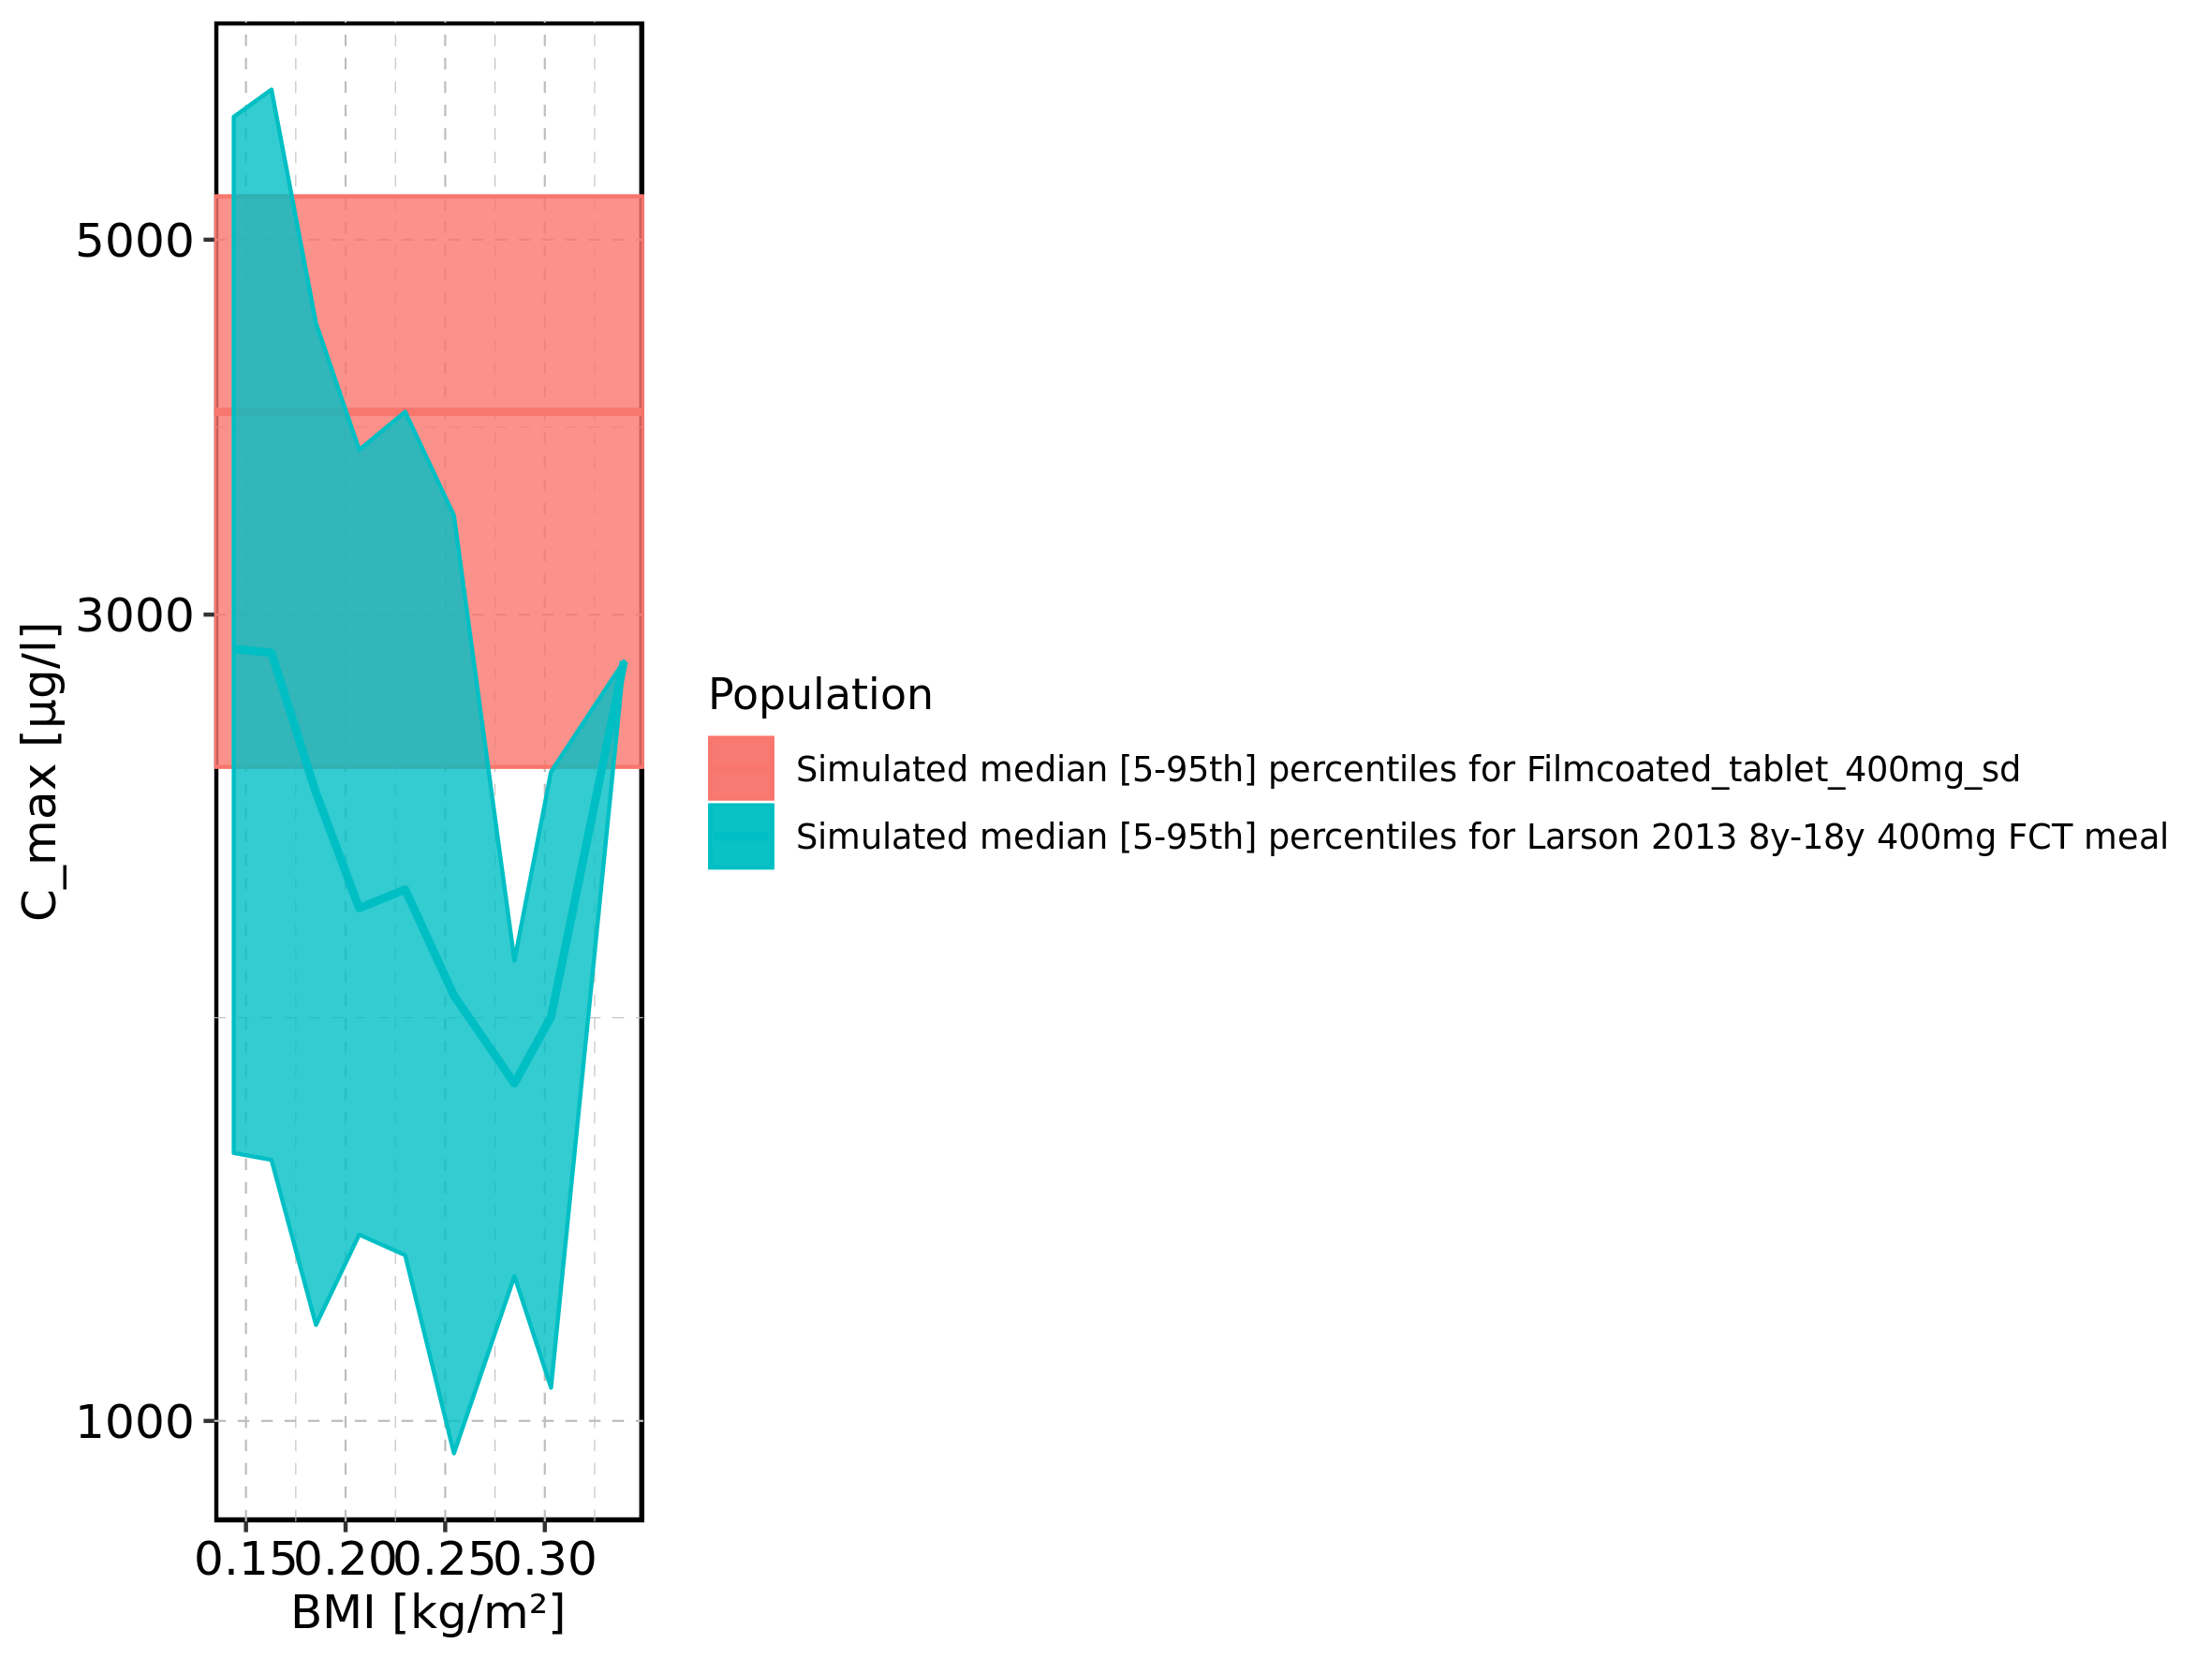 5000
3000
1000
C_max [µg/l]
0.15 0.20 0.25 0.30
BMI [kg/m²]
Population
Simulated median [5-95th] percentiles for Filmcoated_tablet_400mg_sd
Simulated median [5-95th] percentiles for Larson 2013 8y-18y 400mg FCT meal